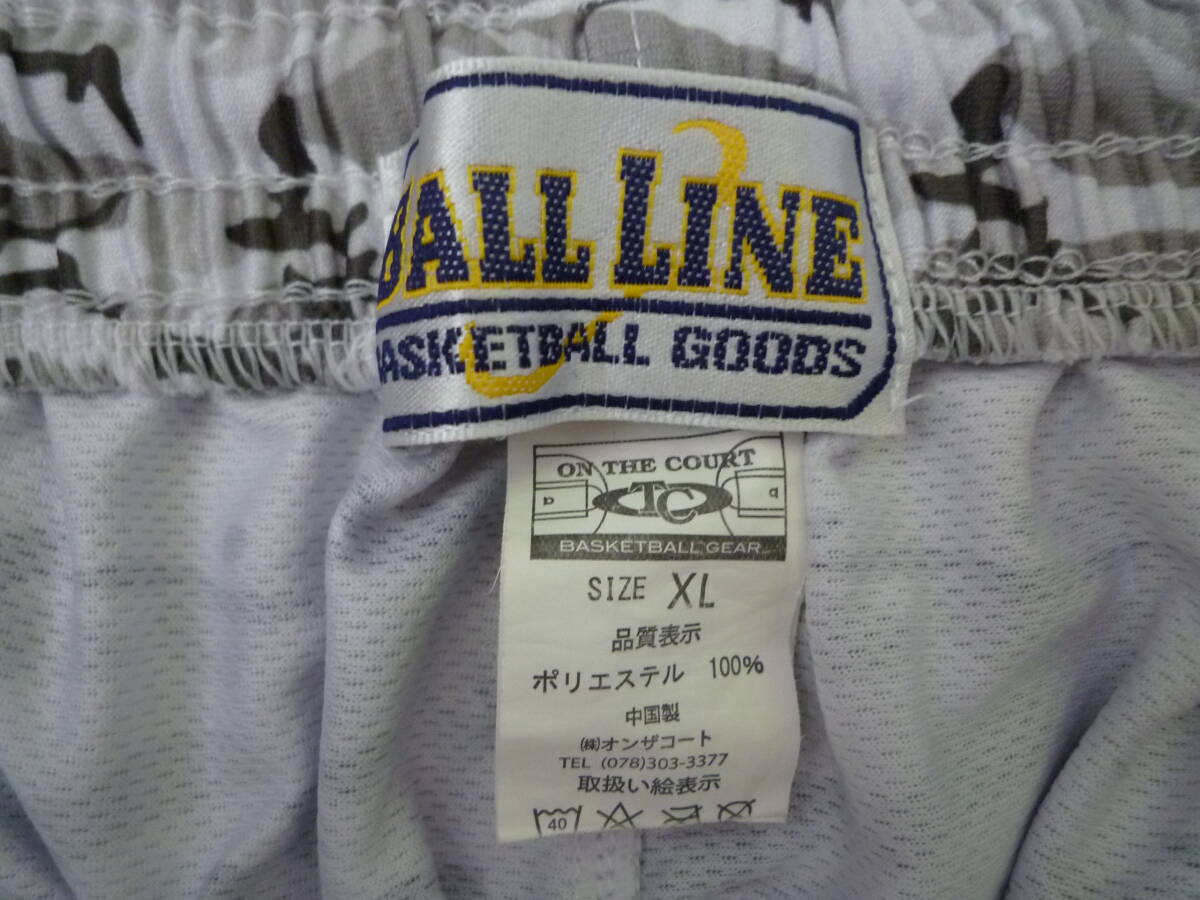 BALL LINE
BASKETBALL GOODS
ON THE COURT
OTC
BASKETBALL GEAR
SIZE XL
品質表示
ポリエステル 100%
中国製
㈱オンザコート
TEL (078)303-3377
取扱い絵表示
40